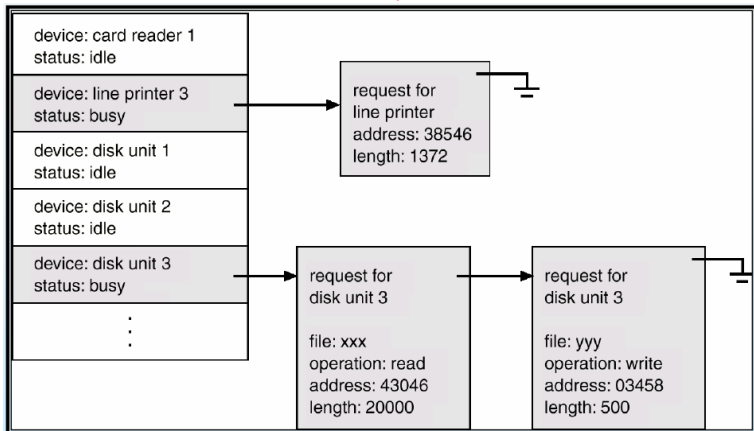 device: card reader 1
status: idle
device: line printer 3
status: busy
device: disk unit 1
status: idle
device: disk unit 2
status: idle
device: disk unit 3
status: busy
request for
line printer
address: 38546
length: 1372
request for
disk unit 3
file: xxx
operation: read
address: 43046
length: 20000
request for
disk unit 3
file: yyy
operation: write
address: 03458
length: 500